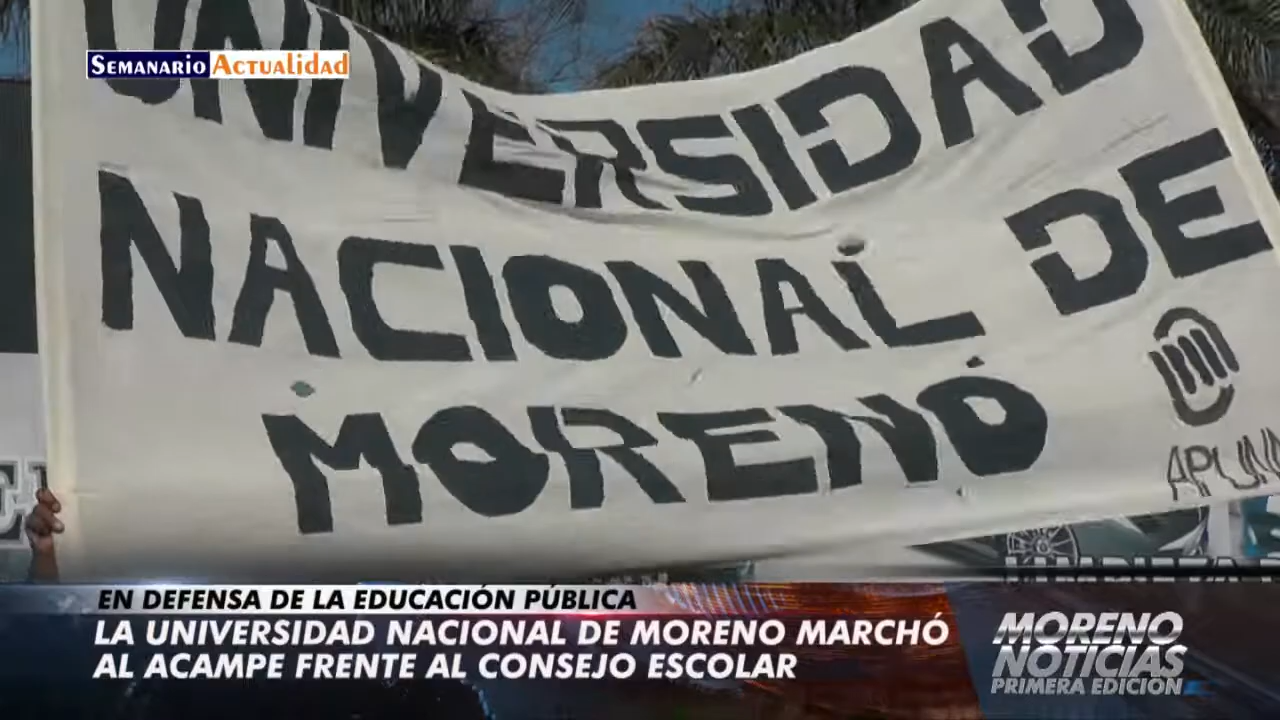 SEMANARIO ACTUALIDAD
UNIVERSIDAD
NACIONAL DE
MORENO
APUN
EN DEFENSA DE LA EDUCACIÓN PÚBLICA
LA UNIVERSIDAD NACIONAL DE MORENO MARCHÓ
AL ACAMPE FRENTE AL CONSEJO ESCOLAR
MORENO
NOTICIAS
PRIMERA EDICIÓN